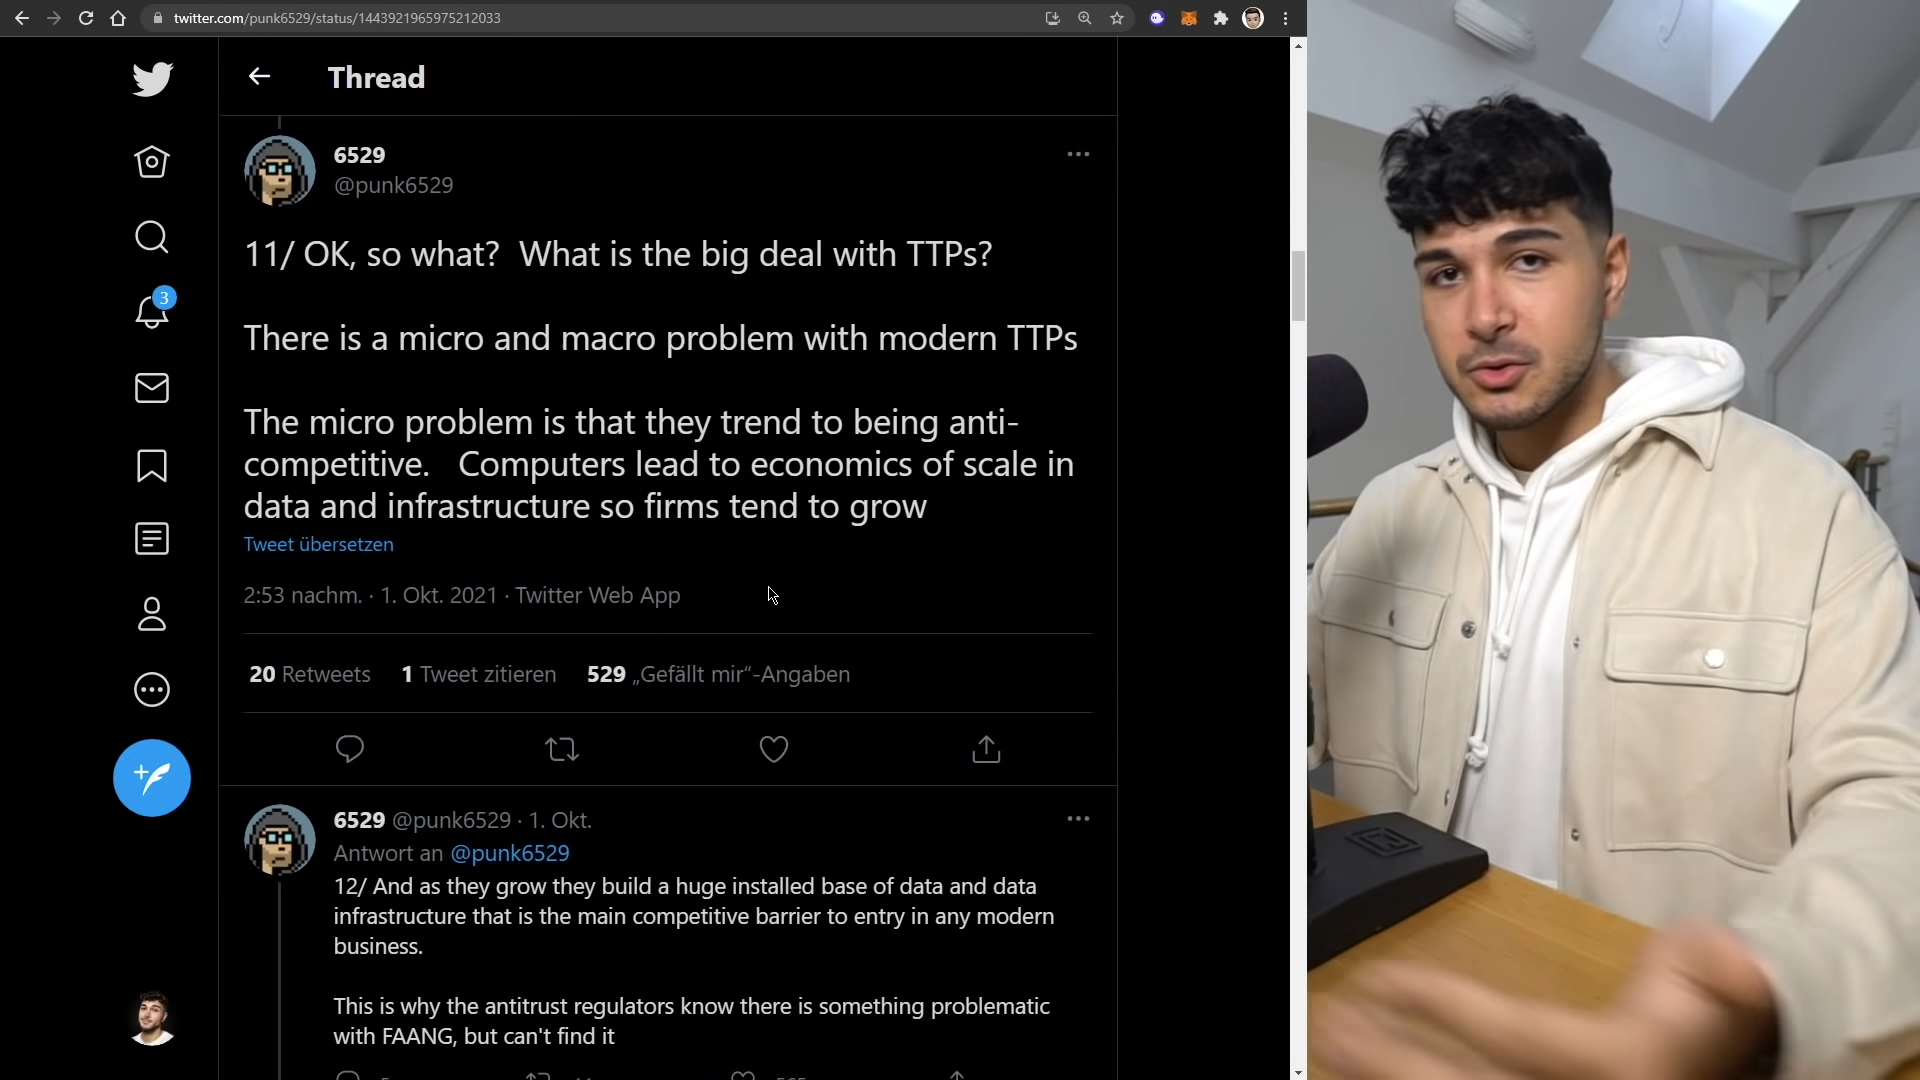 twitter.com/punk6529/status/1443921965975212033
Thread
6529
@punk6529
11/ OK, so what?  What is the big deal with TTPs?
There is a micro and macro problem with modern TTPs
The micro problem is that they trend to being anti-
competitive.   Computers lead to economics of scale in
data and infrastructure so firms tend to grow
Tweet übersetzen
2:53 nachm. · 1. Okt. 2021 · Twitter Web App
20 Retweets 1 Tweet zitieren 529 „Gefällt mir“-Angaben
3
6529 @punk6529 · 1. Okt.
Antwort an @punk6529
12/ And as they grow they build a huge installed base of data and data
infrastructure that is the main competitive barrier to entry in any modern
business.
This is why the antitrust regulators know there is something problematic
with FAANG, but can't find it